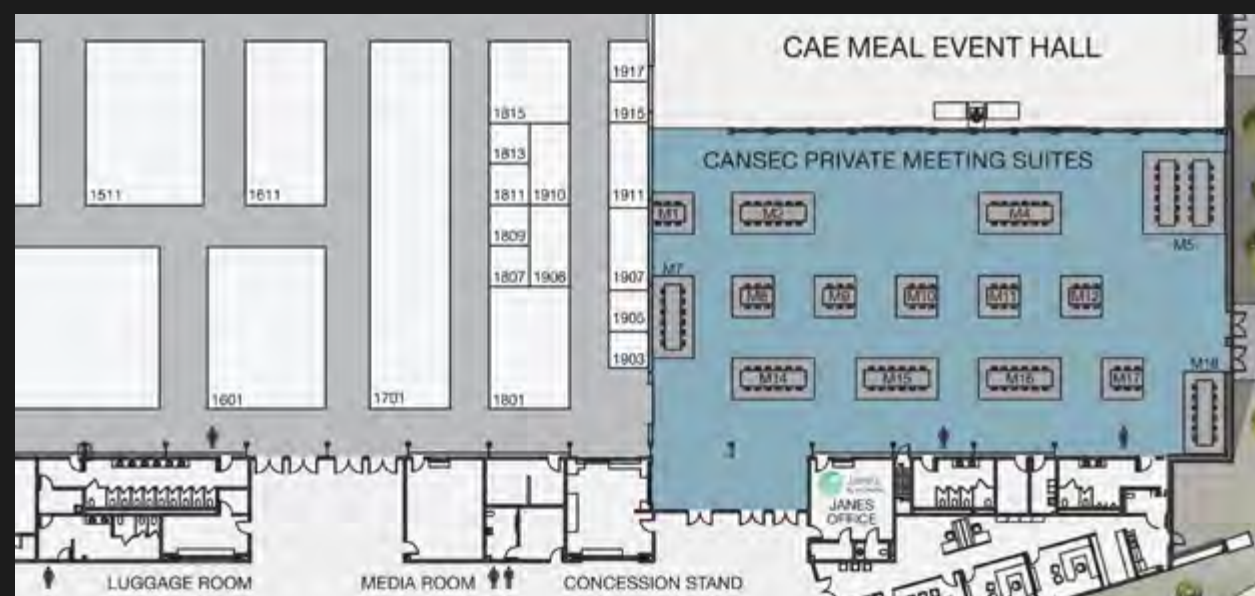 CAE MEAL EVENT HALL
1917
1815
1915
1813
CANSEC PRIVATE MEETING SUITES
1511
1611
1811
1910
1911
M1
M2
M4
M5
1809
1807
1908
1907
M7
M8
M9
M10
M11
M12
1905
1903
M14
M15
M16
M17
M18
1601
1701
1801
JANES
OFFICE
LUGGAGE ROOM
MEDIA ROOM
CONCESSION STAND